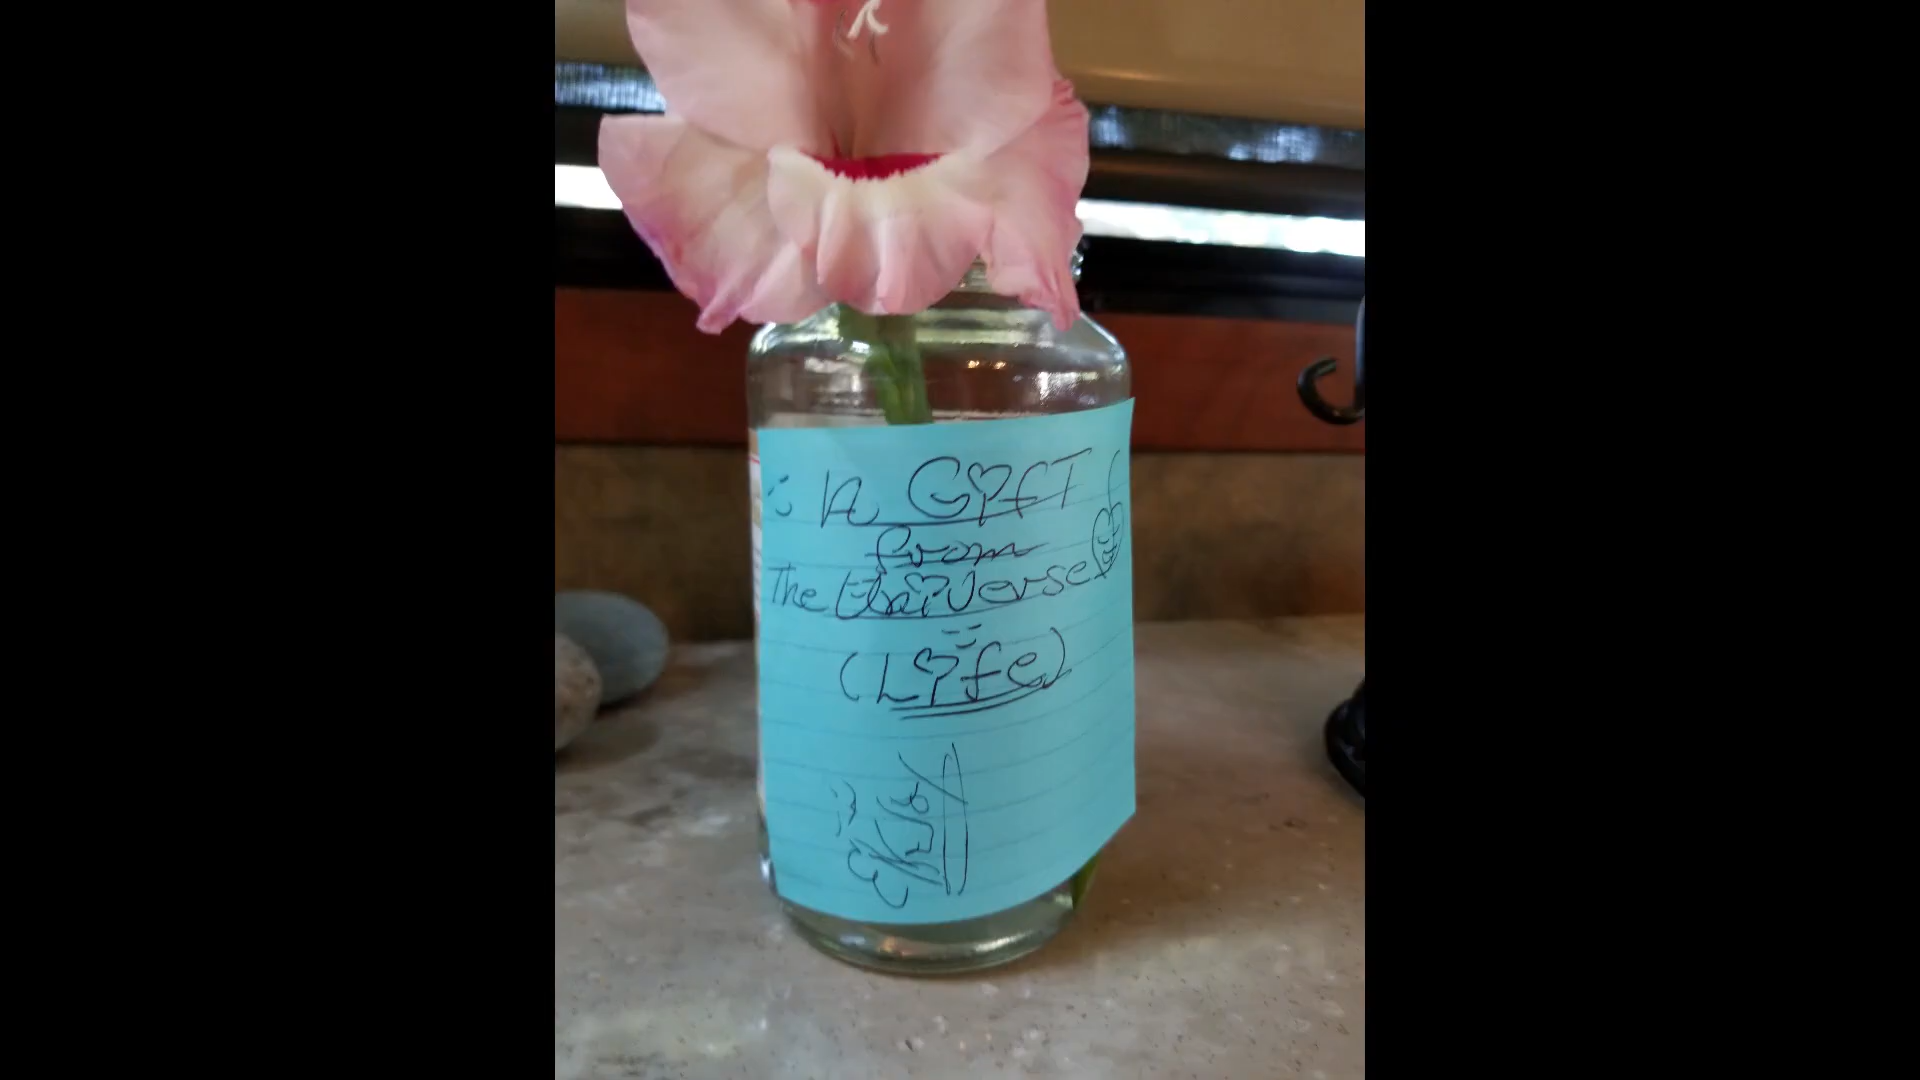 A GifT
from
The UniVerse
(Life)